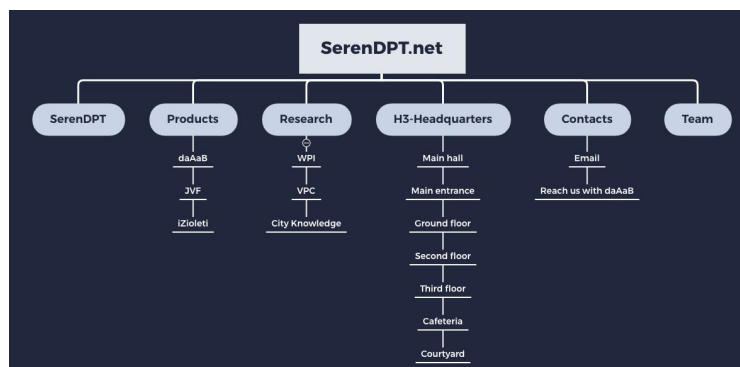 SerenDPT.net
SerenDPT
Products
Research
H3-Headquarters
Contacts
Team
daAaB
JVF
iZioleti
WPI
VPC
City Knowledge
Main hall
Main entrance
Ground floor
Second floor
Third floor
Cafeteria
Courtyard
Email
Reach us with daAaB